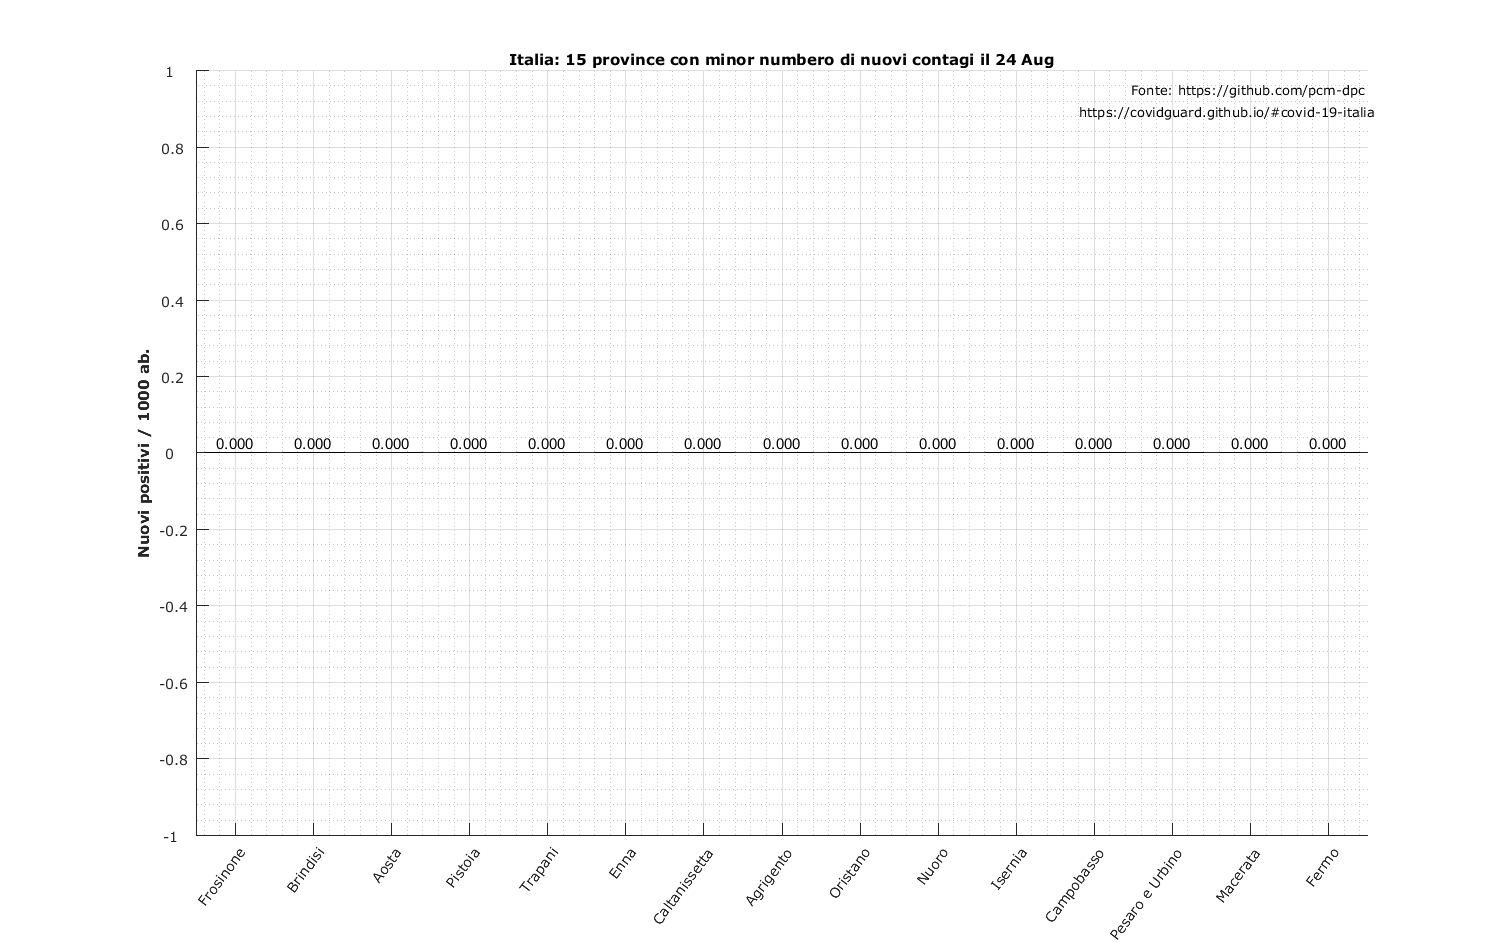 Italia: 15 province con minor numbero di nuovi contagi il 24 Aug
Fonte: https://github.com/pcm-dpc
https://covidguard.github.io/#covid-19-italia
Nuovi positivi / 1000 ab.
1
0.8
0.6
0.4
0.2
0
-0.2
-0.4
-0.6
-0.8
-1
0.000 0.000 0.000 0.000 0.000 0.000 0.000 0.000 0.000 0.000 0.000 0.000 0.000 0.000 0.000
Frosinone
Brindisi
Aosta
Pistoia
Trapani
Enna
Caltanissetta
Agrigento
Oristano
Nuoro
Isernia
Campobasso
Pesaro e Urbino
Macerata
Fermo